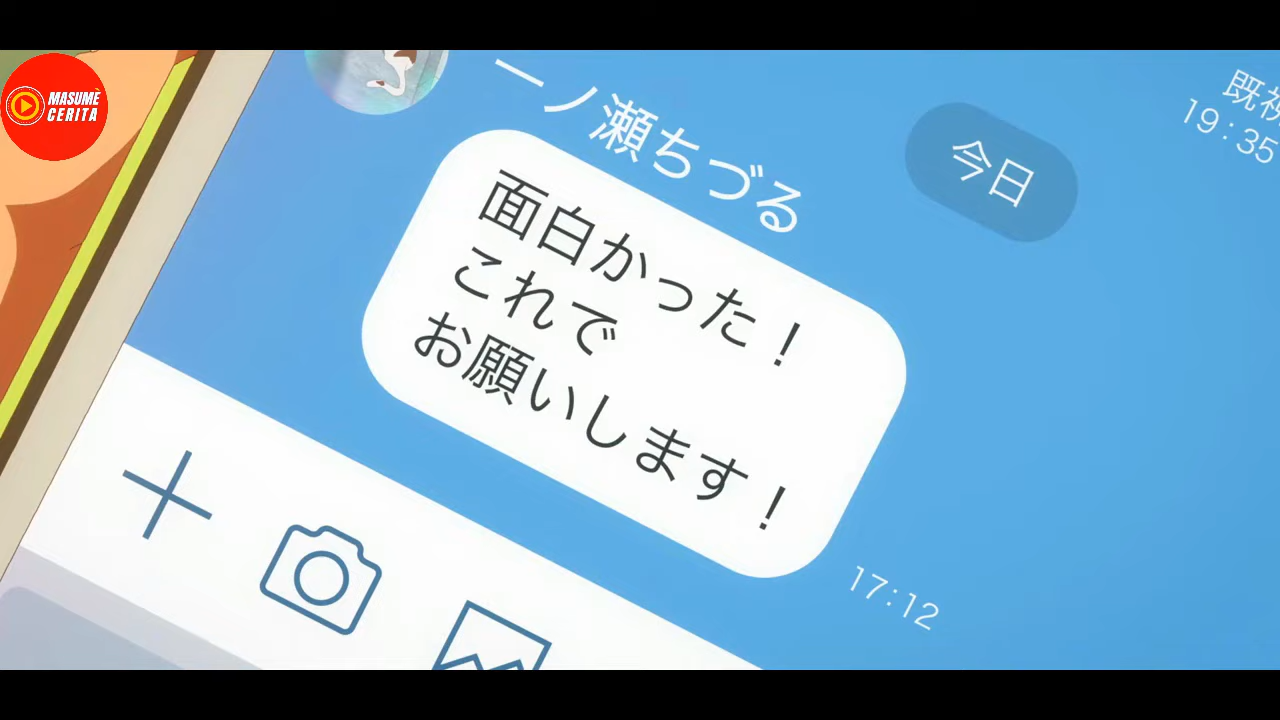 MASUME
CERITA
一ノ瀬ちづる
既
19:35
今日
面白かった！
これで
お願いします！
17:12